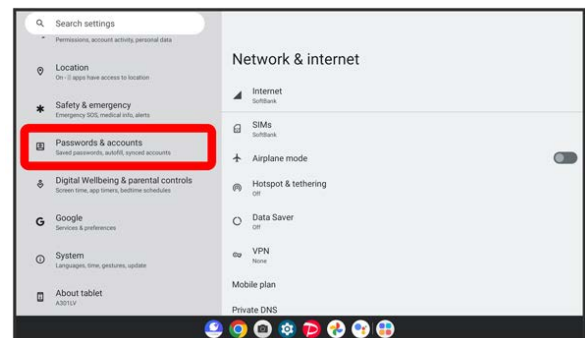 Search settings
Permissions, account activity, personal data
Location
On - 0 apps have access to location
Safety & emergency
Emergency SOS, medical info, alerts
Passwords & accounts
Saved passwords, autofill, synced accounts
Digital Wellbeing & parental controls
Screen time, app timers, bedtime schedules
Google
Services & preferences
System
Languages, time, gestures, update
About tablet
A301LV
Network & internet
Internet
SoftBank
SIMs
SoftBank
Airplane mode
Hotspot & tethering
Off
Data Saver
Off
VPN
None
Mobile plan
Private DNS